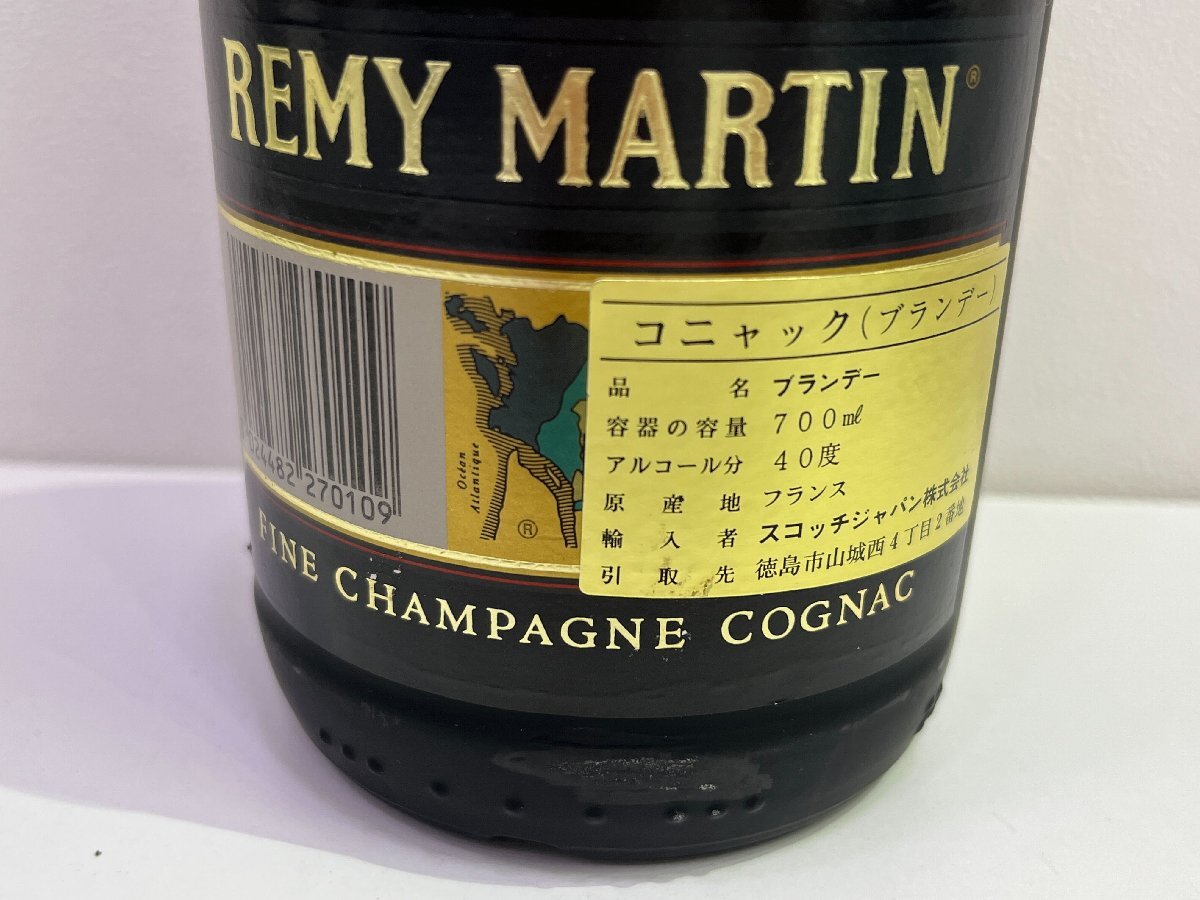 REMY MARTIN®
コニャック(ブランデー)
品名 ブランデー
容器の容量 700㎖
アルコール分 40度
原産地 フランス
輸入者 スコッチジャパン株式会社
引取先 徳島市山城西4丁目2番地
Océan
Atlantique
®
24482 270109
FINE CHAMPAGNE COGNAC